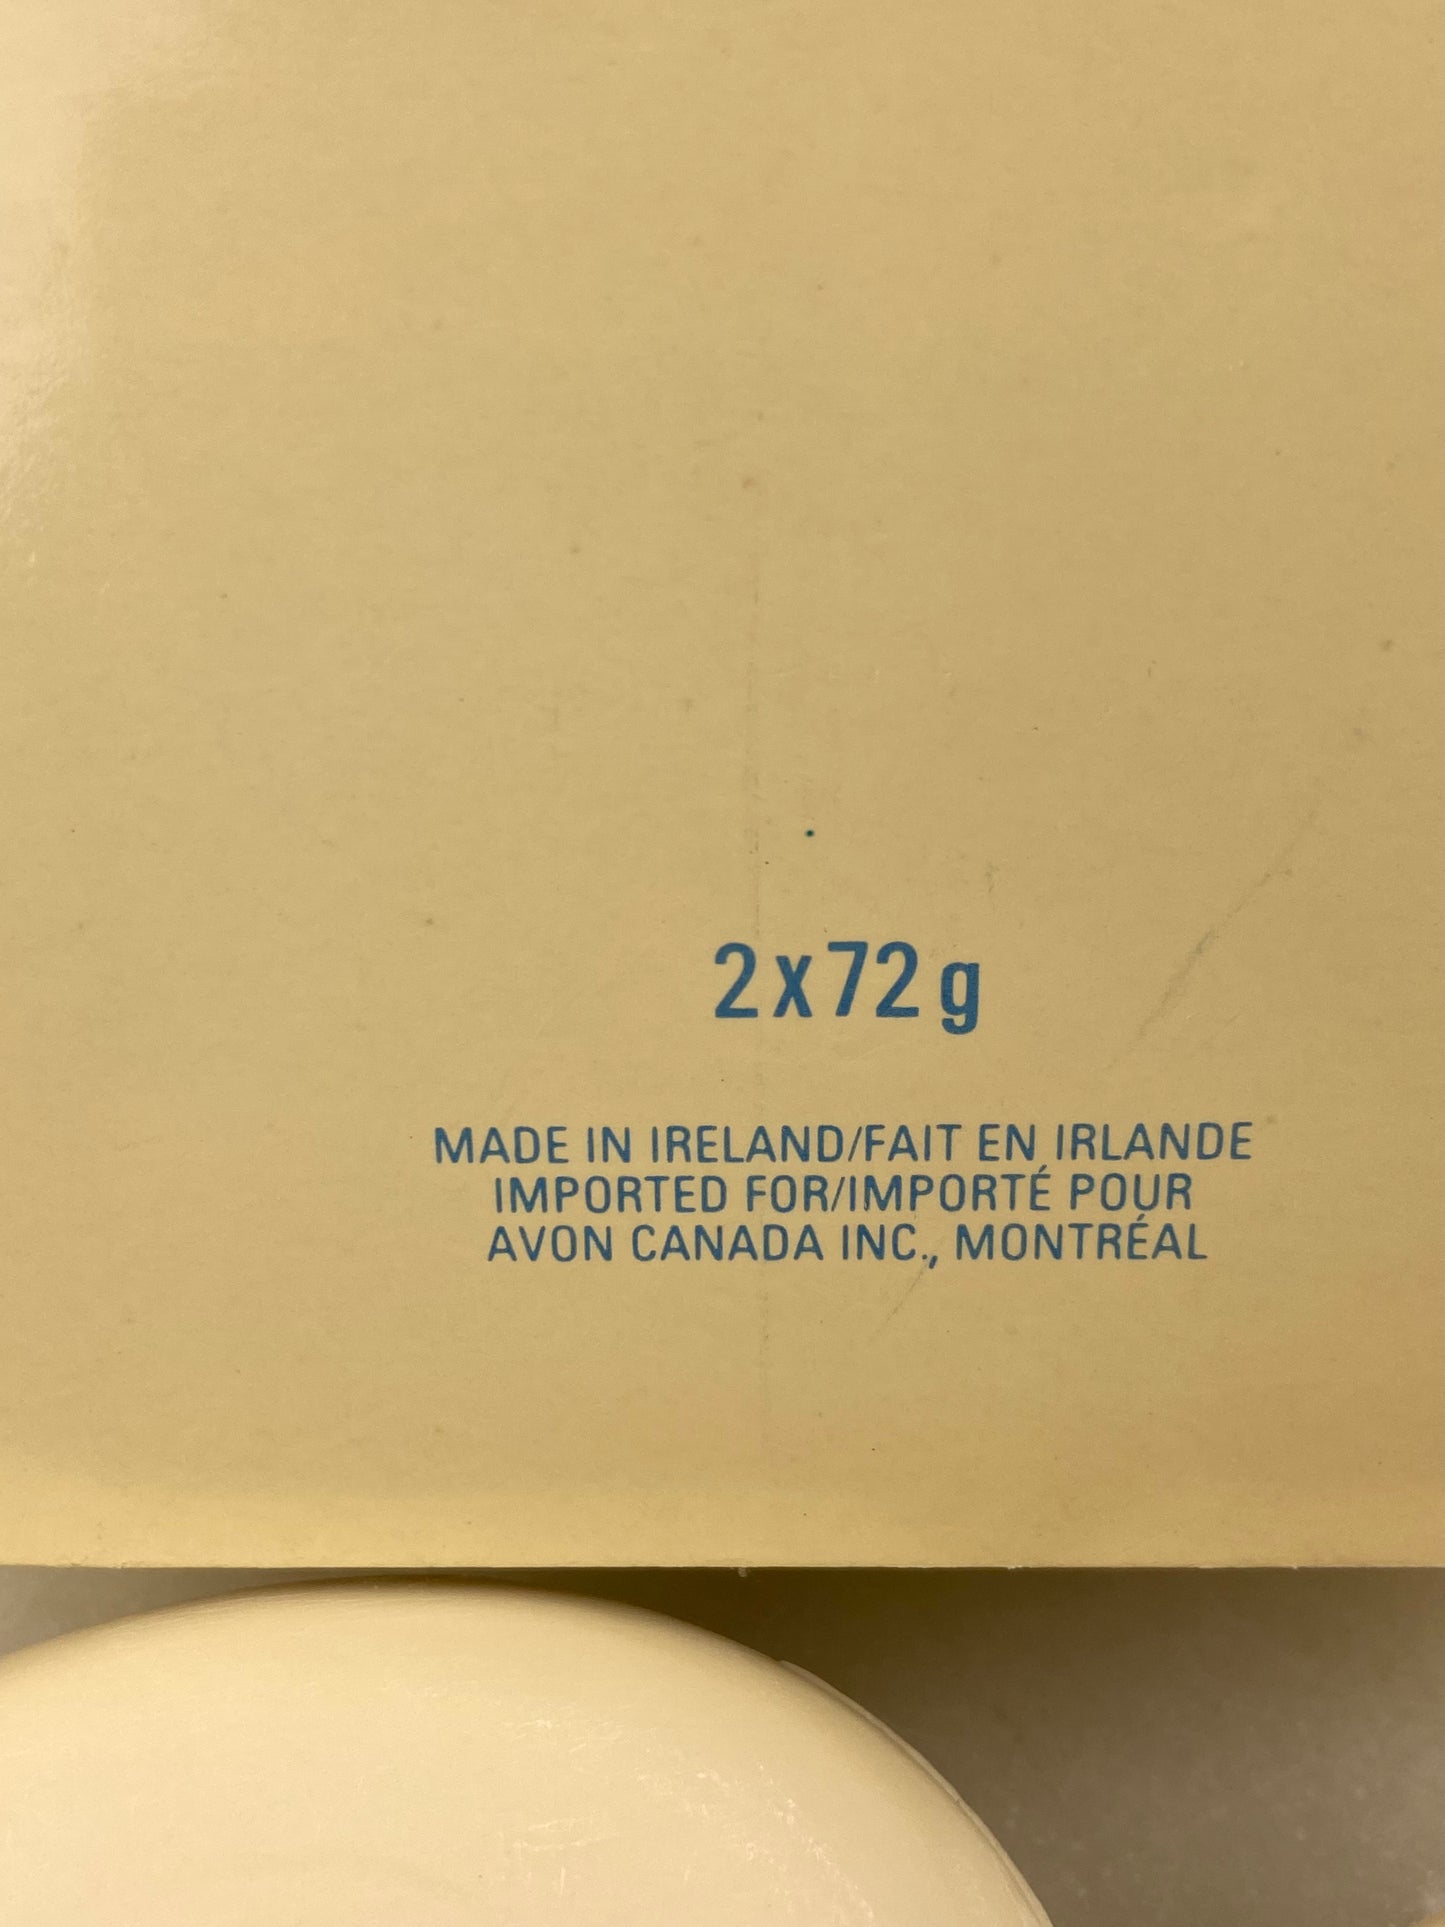 2x72g
MADE IN IRELAND/FAIT EN IRLANDE
IMPORTED FOR/IMPORTÉ POUR
AVON CANADA INC., MONTRÉAL